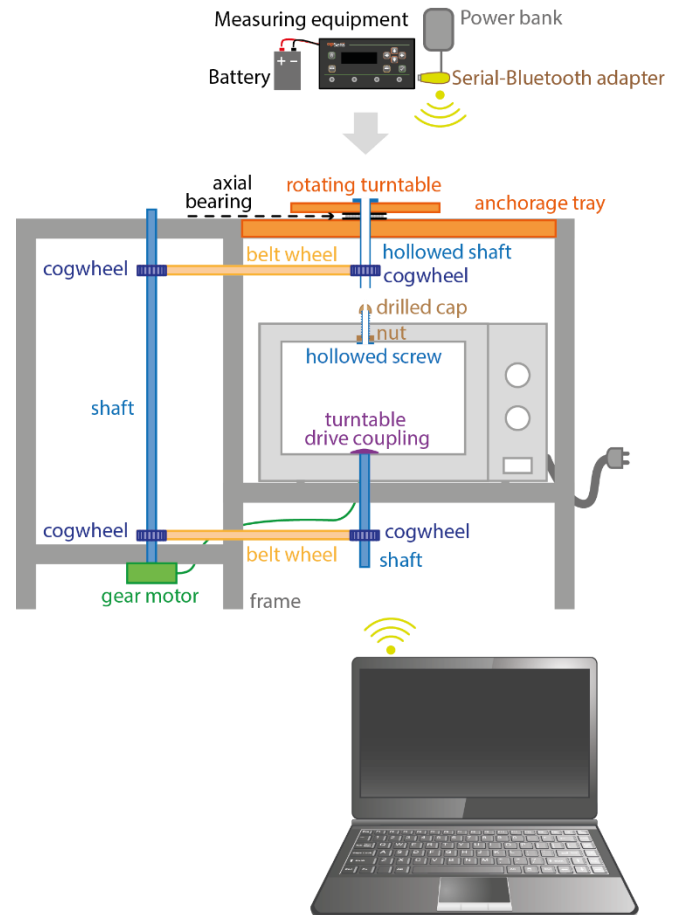 Measuring equipment
Power bank
Battery
Serial-Bluetooth adapter
axial
bearing
rotating turntable
anchorage tray
belt wheel
hollowed shaft
cogwheel
cogwheel
drilled cap
nut
hollowed screw
shaft
turntable
drive coupling
cogwheel
cogwheel
belt wheel
shaft
gear motor
frame